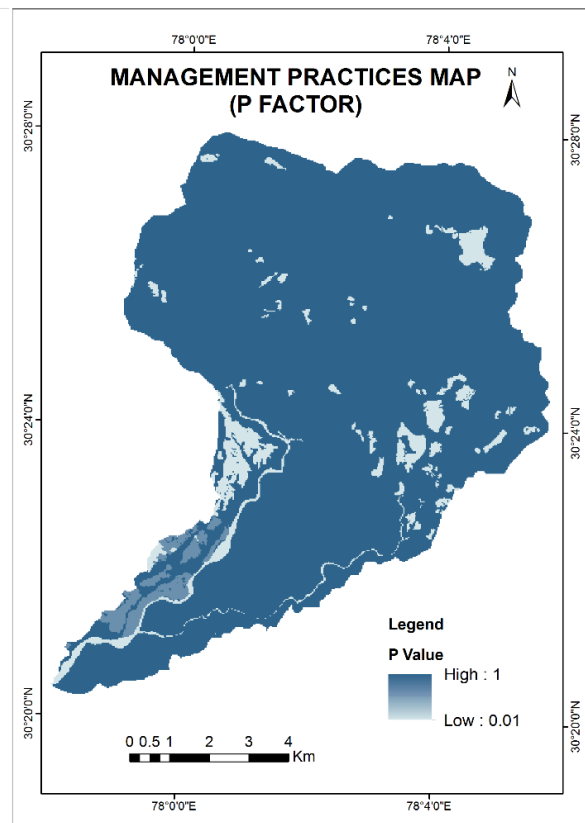 78°0'0"E
78°4'0"E
MANAGEMENT PRACTICES MAP
(P FACTOR)
N
30°28'0"N
30°28'0"N
30°24'0"N
30°24'0"N
Legend
P Value
High : 1
Low : 0.01
30°20'0"N
30°20'0"N
0 0.5 1 2 3 4
Km
78°0'0"E
78°4'0"E